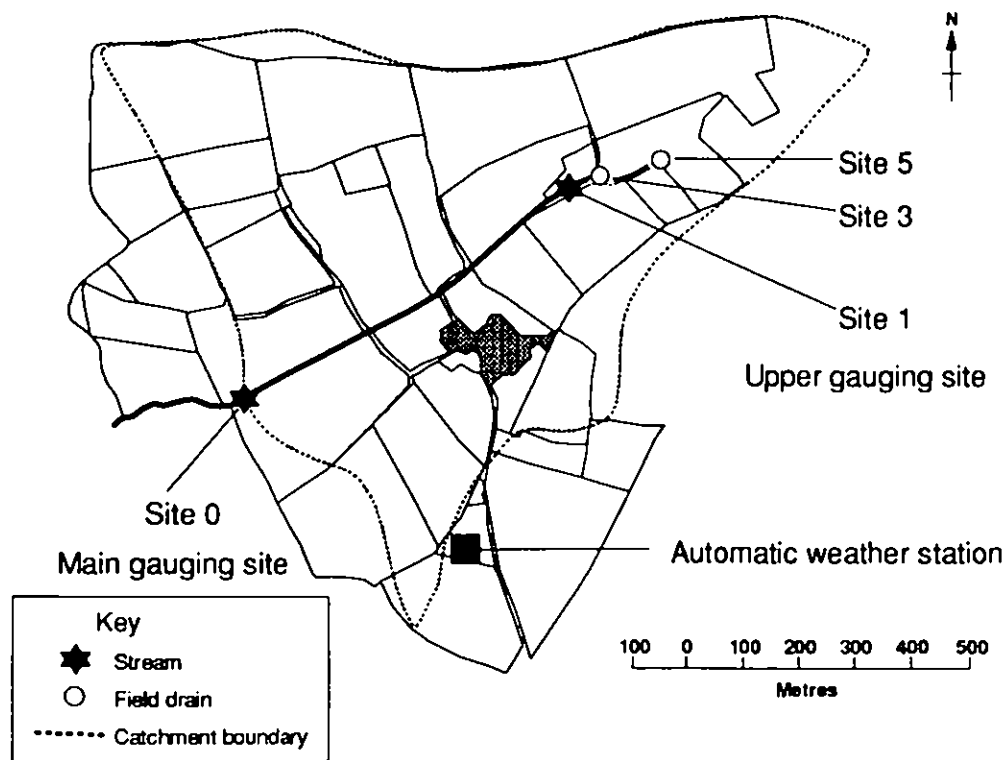 N
Site 5
Site 3
Site 1
Upper gauging site
Site 0
Main gauging site
Automatic weather station
Key
Stream
Field drain
Catchment boundary
100 0 100 200 300 400 500
Metres